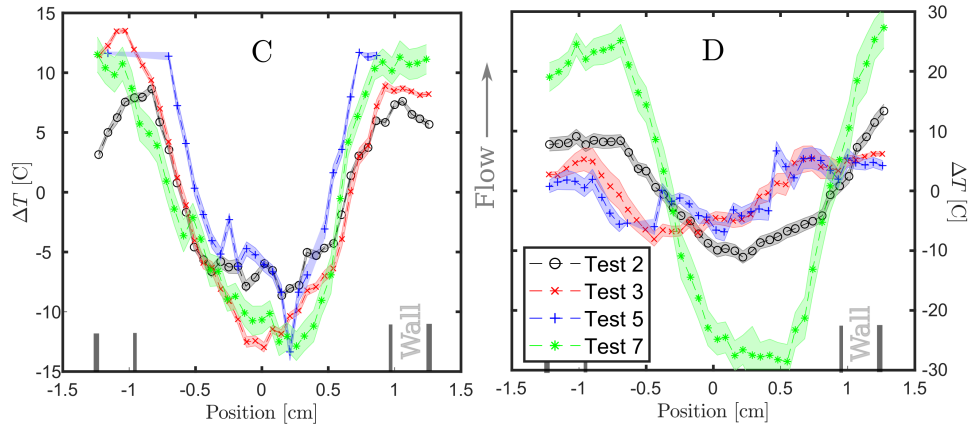 C
ΔT [C]
15
10
5
0
-5
-10
-15
-1.5
-1
-0.5
0
0.5
1
1.5
Position [cm]
Wall
Flow
D
30
20
10
0
-10
-20
-30
ΔT [C]
-1.5
-1
-0.5
0
0.5
1
1.5
Position [cm]
Wall
Test 2
Test 3
Test 5
Test 7